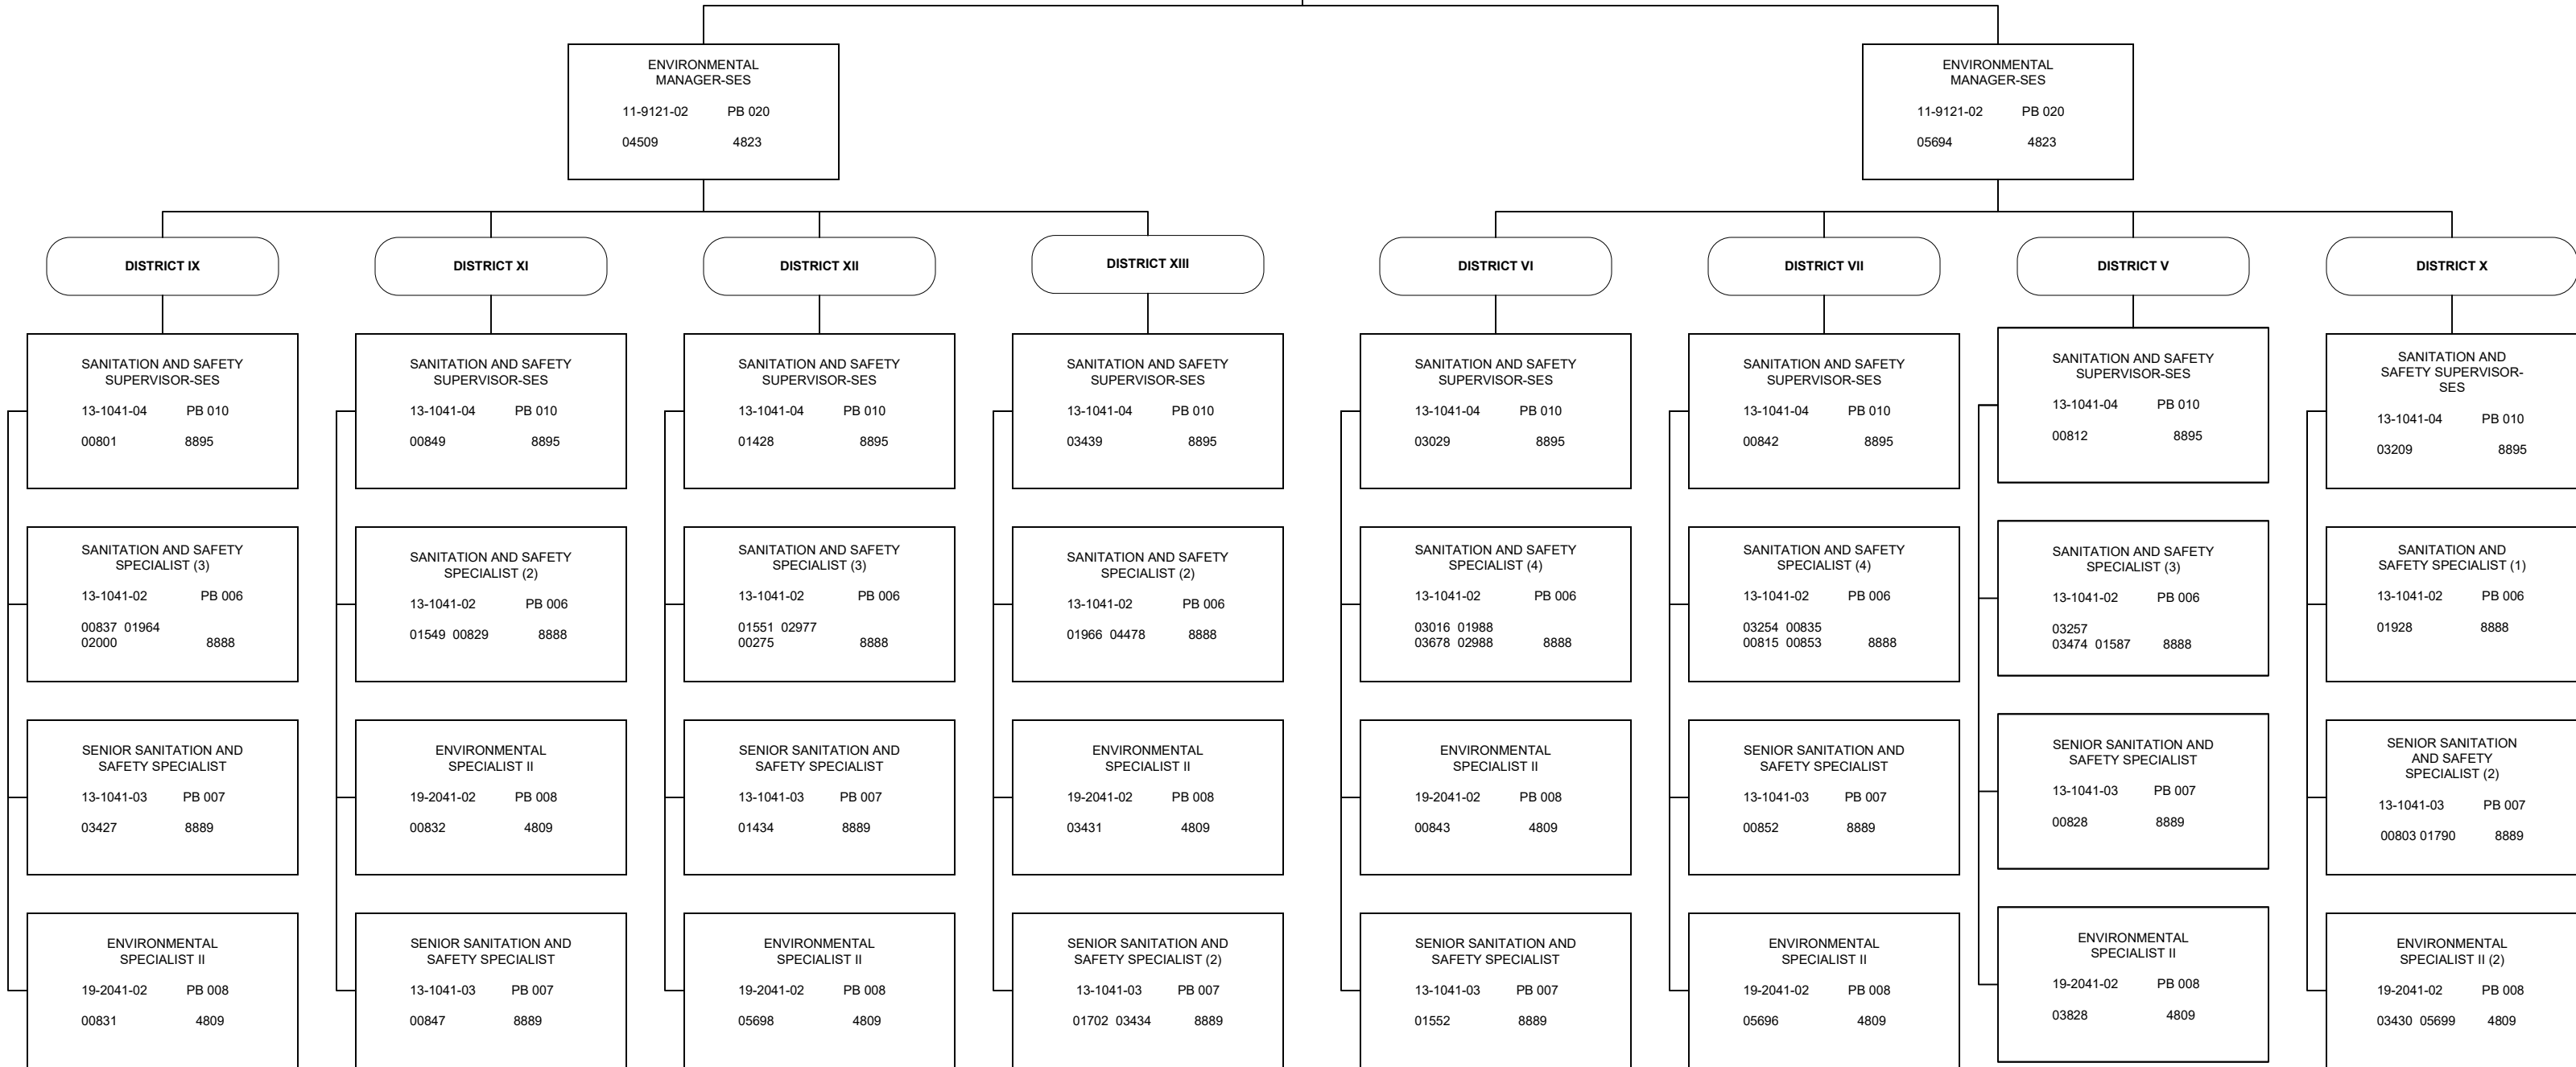 ENVIRONMENTAL
MANAGER-SES
11-9121-02 PB 020
04509 4823
ENVIRONMENTAL
MANAGER-SES
11-9121-02 PB 020
05694 4823
DISTRICT IX
SANITATION AND SAFETY
SUPERVISOR-SES
13-1041-04 PB 010
00801 8895
SANITATION AND SAFETY
SPECIALIST (3)
13-1041-02 PB 006
00837 01964
02000 8888
SENIOR SANITATION AND
SAFETY SPECIALIST
13-1041-03 PB 007
03427 8889
ENVIRONMENTAL
SPECIALIST II
19-2041-02 PB 008
00831 4809
DISTRICT XI
SANITATION AND SAFETY
SUPERVISOR-SES
13-1041-04 PB 010
00849 8895
SANITATION AND SAFETY
SPECIALIST (2)
13-1041-02 PB 006
01549 00829 8888
ENVIRONMENTAL
SPECIALIST II
19-2041-02 PB 008
00832 4809
SENIOR SANITATION AND
SAFETY SPECIALIST
13-1041-03 PB 007
00847 8889
DISTRICT XII
SANITATION AND SAFETY
SUPERVISOR-SES
13-1041-04 PB 010
01428 8895
SANITATION AND SAFETY
SPECIALIST (3)
13-1041-02 PB 006
01551 02977
00275 8888
SENIOR SANITATION AND
SAFETY SPECIALIST
13-1041-03 PB 007
01434 8889
ENVIRONMENTAL
SPECIALIST II
19-2041-02 PB 008
05698 4809
DISTRICT XIII
SANITATION AND SAFETY
SUPERVISOR-SES
13-1041-04 PB 010
03439 8895
SANITATION AND SAFETY
SPECIALIST (2)
13-1041-02 PB 006
01966 04478 8888
ENVIRONMENTAL
SPECIALIST II
19-2041-02 PB 008
03431 4809
SENIOR SANITATION AND
SAFETY SPECIALIST (2)
13-1041-03 PB 007
01702 03434 8889
DISTRICT VI
SANITATION AND SAFETY
SUPERVISOR-SES
13-1041-04 PB 010
03029 8895
SANITATION AND SAFETY
SPECIALIST (4)
13-1041-02 PB 006
03016 01988
03678 02988 8888
ENVIRONMENTAL
SPECIALIST II
19-2041-02 PB 008
00843 4809
SENIOR SANITATION AND
SAFETY SPECIALIST
13-1041-03 PB 007
01552 8889
DISTRICT VII
SANITATION AND SAFETY
SUPERVISOR-SES
13-1041-04 PB 010
00842 8895
SANITATION AND SAFETY
SPECIALIST (4)
13-1041-02 PB 006
03254 00835
00815 00853 8888
SENIOR SANITATION AND
SAFETY SPECIALIST
13-1041-03 PB 007
00852 8889
ENVIRONMENTAL
SPECIALIST II
19-2041-02 PB 008
05696 4809
DISTRICT V
SANITATION AND SAFETY
SUPERVISOR-SES
13-1041-04 PB 010
00812 8895
SANITATION AND SAFETY
SPECIALIST (3)
13-1041-02 PB 006
03257
03474 01587 8888
SENIOR SANITATION AND
SAFETY SPECIALIST
13-1041-03 PB 007
00828 8889
ENVIRONMENTAL
SPECIALIST II
19-2041-02 PB 008
03828 4809
DISTRICT X
SANITATION AND
SAFETY SUPERVISOR-
SES
13-1041-04 PB 010
03209 8895
SANITATION AND
SAFETY SPECIALIST (1)
13-1041-02 PB 006
01928 8888
SENIOR SANITATION
AND SAFETY
SPECIALIST (2)
13-1041-03 PB 007
00803 01790 8889
ENVIRONMENTAL
SPECIALIST II (2)
19-2041-02 PB 008
03430 05699 4809